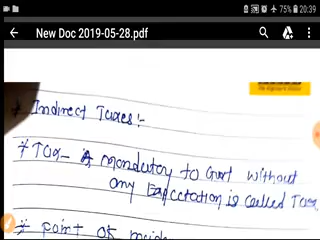 75% 20:39
New Doc 2019-05-28.pdf
* Indirect Taxes:-
* Tax - is mandatory to Govt without
any Expectation is called Tax.
* Point of